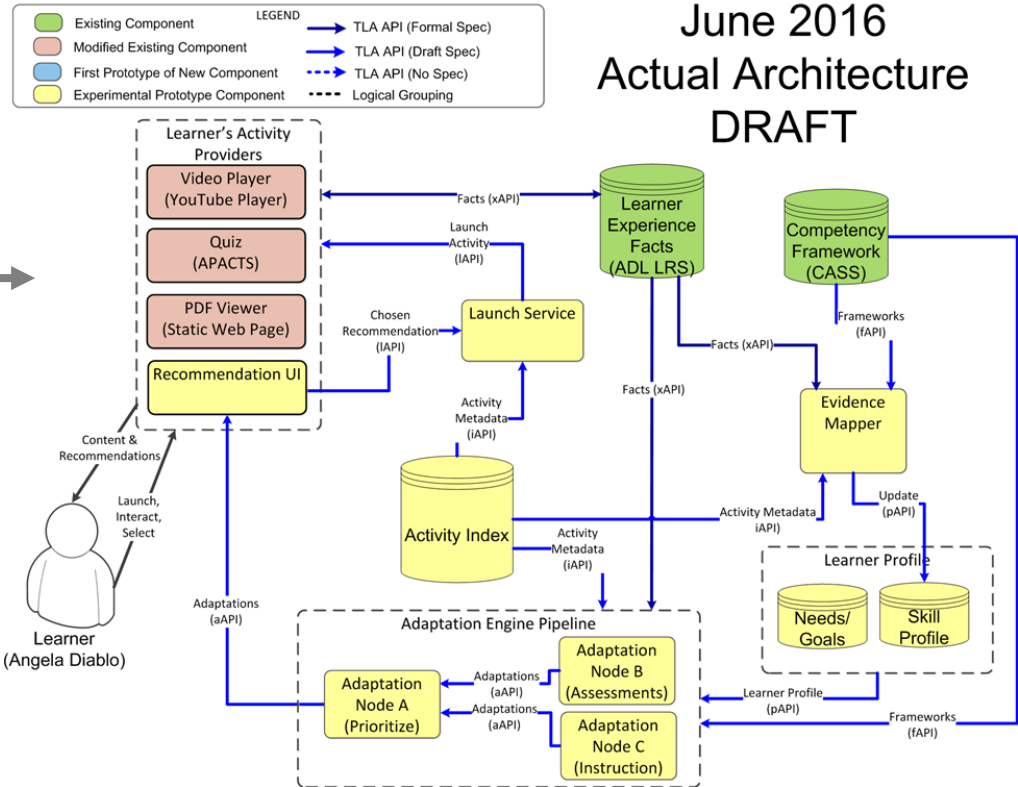 LEGEND
Existing Component
Modified Existing Component
First Prototype of New Component
Experimental Prototype Component
TLA API (Formal Spec)
TLA API (Draft Spec)
TLA API (No Spec)
Logical Grouping
June 2016
Actual Architecture
DRAFT
Learner's Activity
Providers
Video Player
(YouTube Player)
Quiz
(APACTS)
PDF Viewer
(Static Web Page)
Recommendation UI
Facts (xAPI)
Launch
Activity
(lAPI)
Chosen
Recommendation
(lAPI)
Launch Service
Learner
Experience
Facts
(ADL LRS)
Competency
Framework
(CASS)
Frameworks
(fAPI)
Facts (xAPI)
Facts (xAPI)
Evidence
Mapper
Activity
Metadata
(iAPI)
Activity Index
Activity Metadata
iAPI)
Activity
Metadata
(iAPI)
Update
(pAPI)
Learner Profile
Needs/
Goals
Skill
Profile
Content &
Recommendations
Launch,
Interact,
Select
Learner
(Angela Diablo)
Adaptations
(aAPI)
Adaptation Engine Pipeline
Adaptation
Node A
(Prioritize)
Adaptations
(aAPI)
Adaptations
(aAPI)
Adaptation
Node B
(Assessments)
Adaptation
Node C
(Instruction)
Learner Profile
(pAPI)
Frameworks
(fAPI)